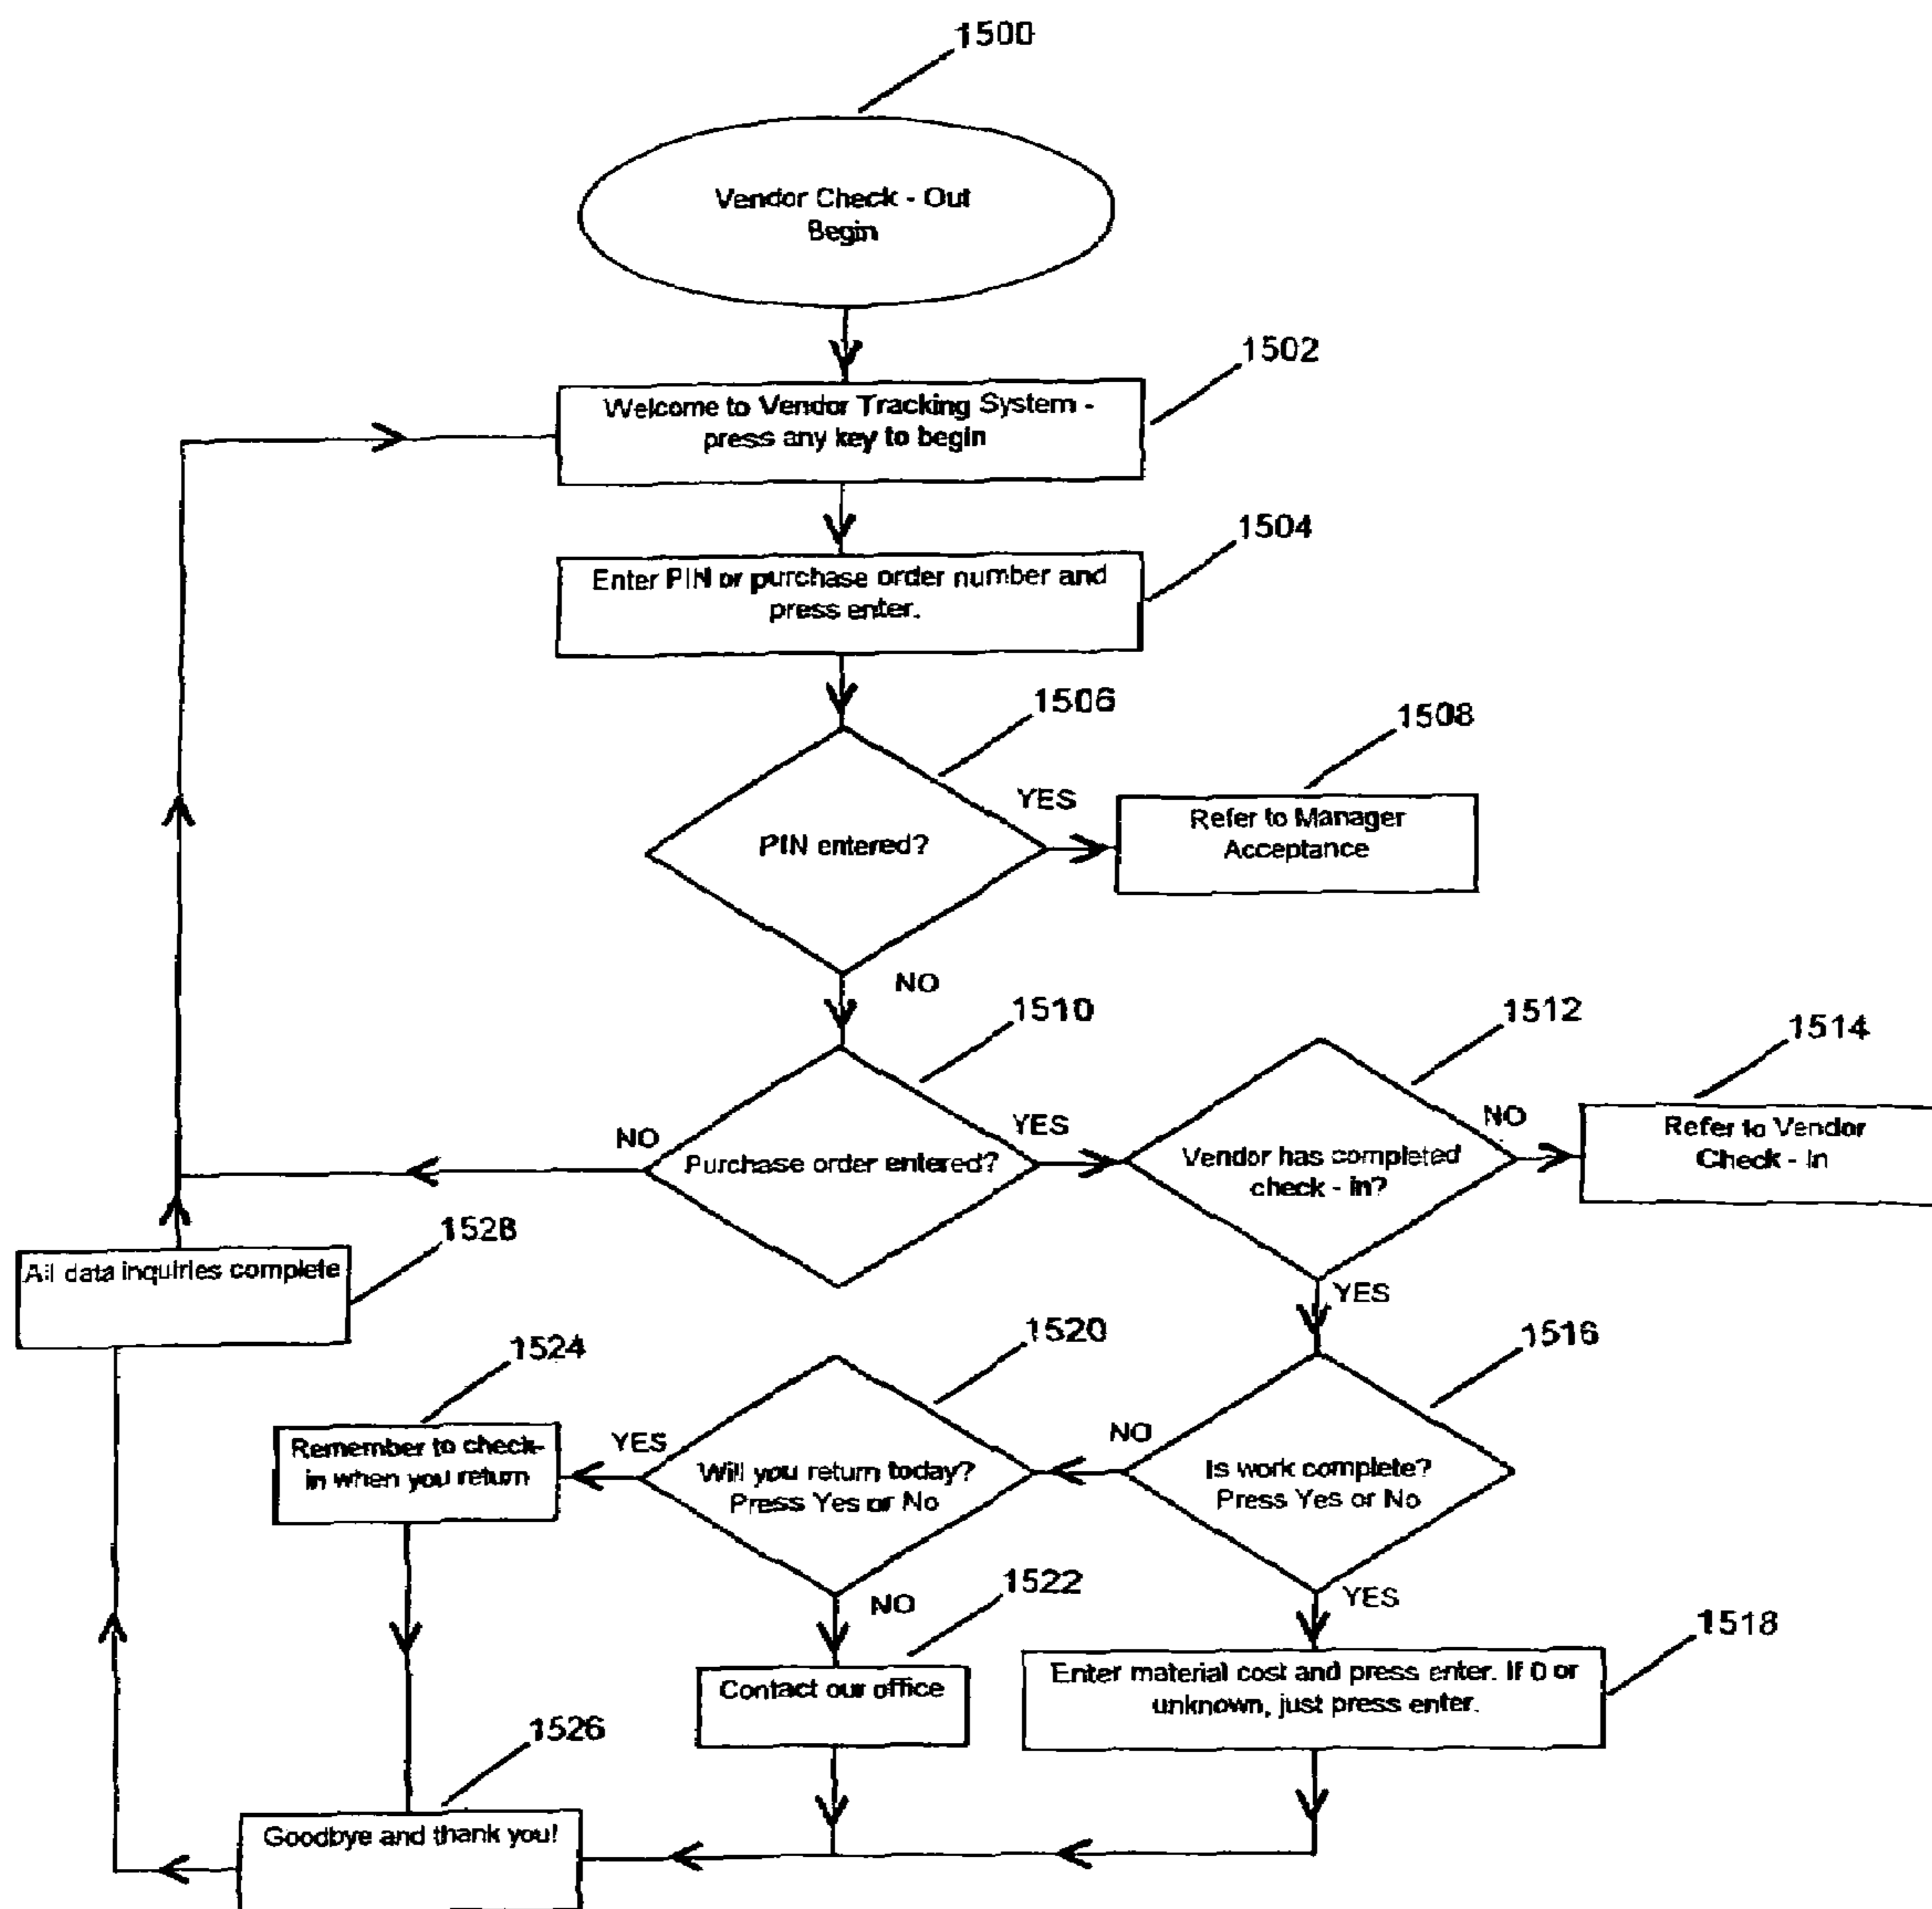 1500
Vendor Check - Out
Begin
1502
Welcome to Vendor Tracking System -
press any key to begin
1504
Enter PIN or purchase order number and
press enter.
1506
1508
YES
Refer to Manager
Acceptance
PIN entered?
NO
1510
1512
1514
NO
YES
NO
Purchase order entered?
Vendor has completed
check - in?
Refer to Vendor
Check - In
1528
All data inquiries complete
YES
1524
1520
1516
Remember to check-
in when you return
YES
NO
Will you return today?
Press Yes or No
Is work complete?
Press Yes or No
NO
1522
YES
1518
Contact our office
Enter material cost and press enter. If 0 or
unknown, just press enter.
1526
Goodbye and thank you!